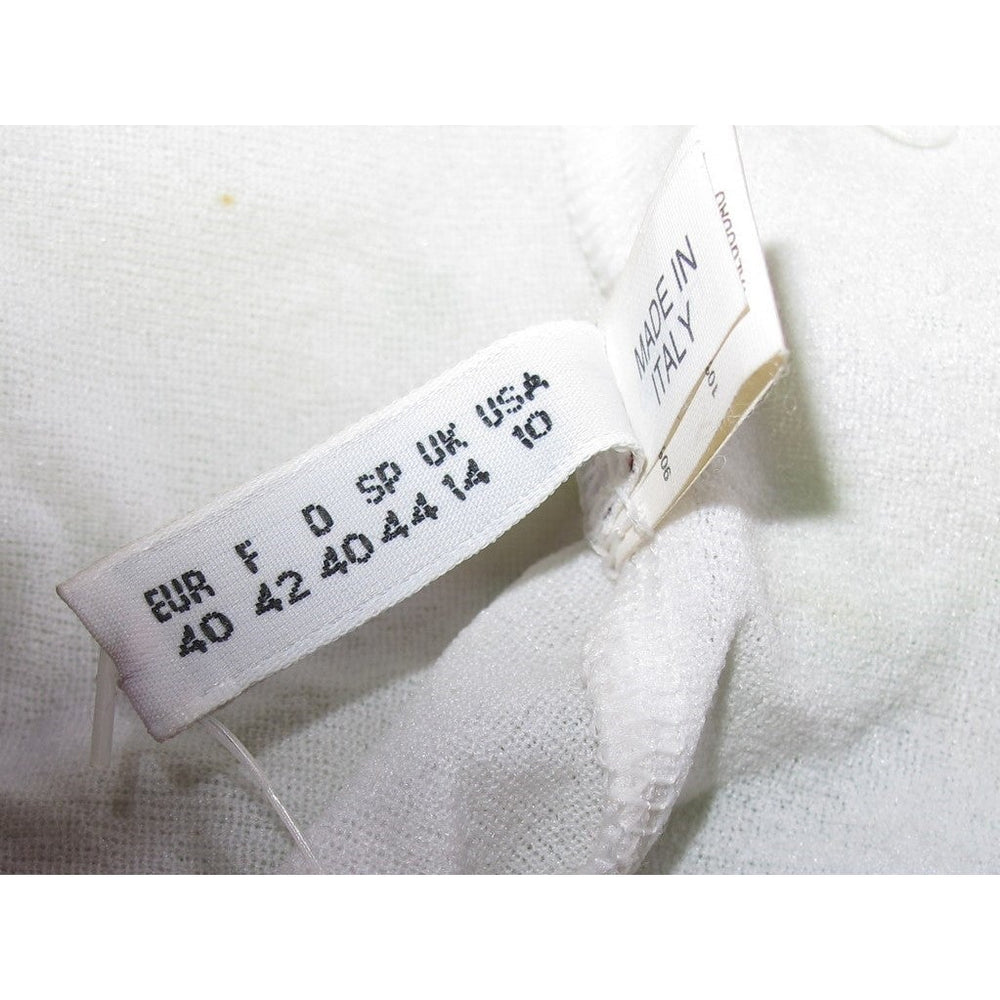 EUR F D SP UK USA
40 42 40 44 14 10
MADE IN
ITALY